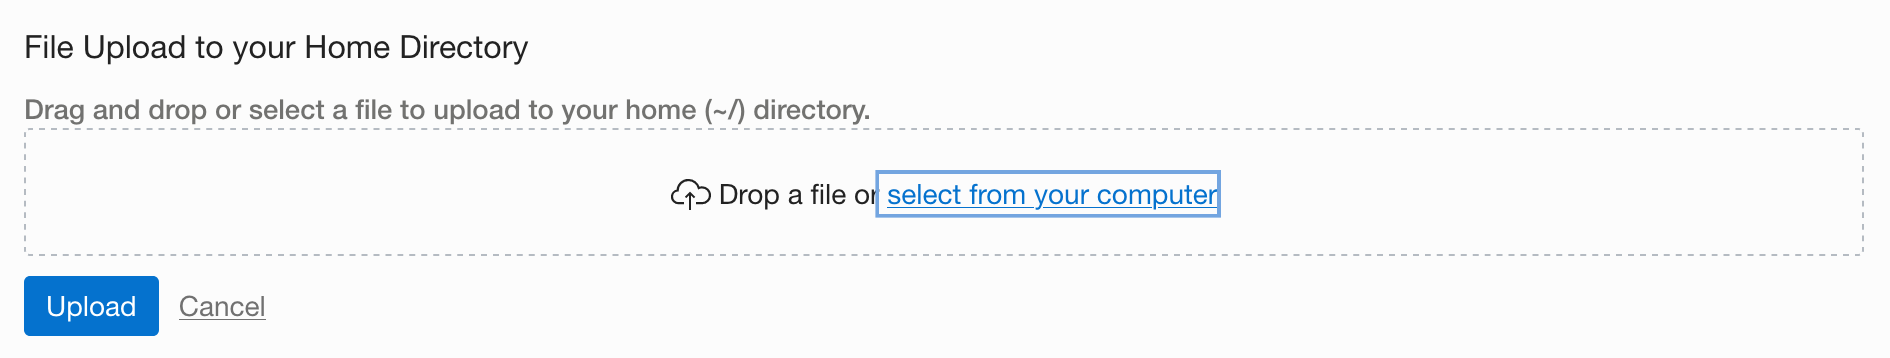 File Upload to your Home Directory
Drag and drop or select a file to upload to your home (~/) directory.
Drop a file or select from your computer
Upload Cancel